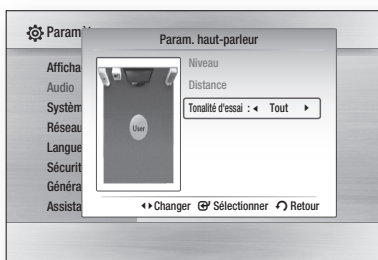 Param
Param. haut-parleur
Afficha
Audio
Systèm
Réseau
Langue
Sécurit
Généra
Assista
Niveau
Distance
Tonalité d'essai : ◂ Tout ▸
User
◂▸ Changer Sélectionner Retour